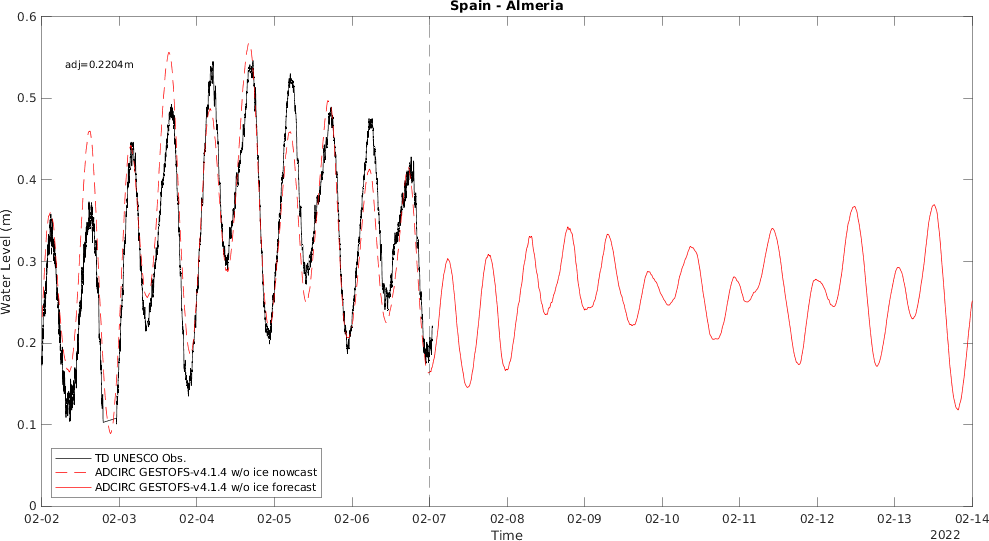 Spain - Almeria
adj=0.2204m
Water Level (m)
0.6
0.5
0.4
0.3
0.2
0.1
0
TD UNESCO Obs.
ADCIRC GESTOFS-v4.1.4 w/o ice nowcast
ADCIRC GESTOFS-v4.1.4 w/o ice forecast
02-02 02-03 02-04 02-05 02-06 02-07 02-08 02-09 02-10 02-11 02-12 02-13 02-14
Time
2022